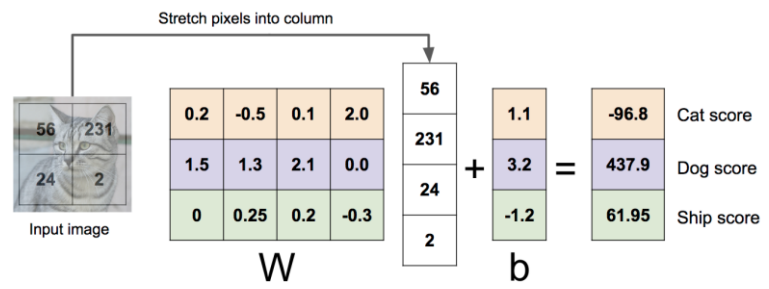 Stretch pixels into column
56 231
24 2
Input image
0.2 -0.5 0.1 2.0
1.5 1.3 2.1 0.0
0 0.25 0.2 -0.3
W
56
231
24
2
+
1.1
3.2
-1.2
b
=
-96.8 Cat score
437.9 Dog score
61.95 Ship score